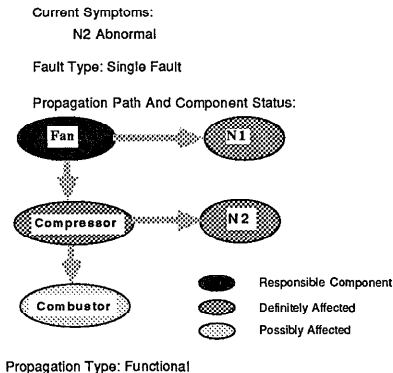 Current Symptoms:
N2 Abnormal
Fault Type: Single Fault
Propagation Path And Component Status:
Fan
N1
Compressor
N2
Combustor
Responsible Component
Definitely Affected
Possibly Affected
Propagation Type: Functional